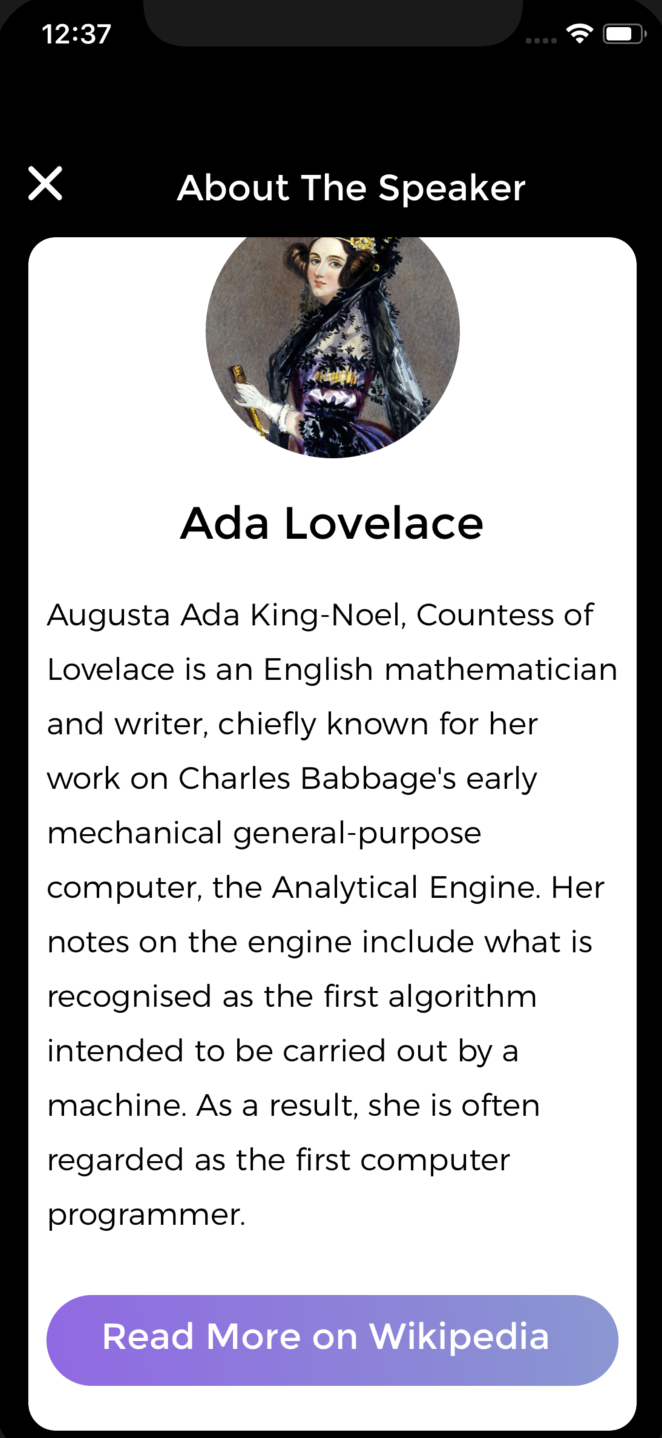 12:37
About The Speaker
Ada Lovelace
Augusta Ada King-Noel, Countess of
Lovelace is an English mathematician
and writer, chiefly known for her
work on Charles Babbage's early
mechanical general-purpose
computer, the Analytical Engine. Her
notes on the engine include what is
recognised as the first algorithm
intended to be carried out by a
machine. As a result, she is often
regarded as the first computer
programmer.
Read More on Wikipedia